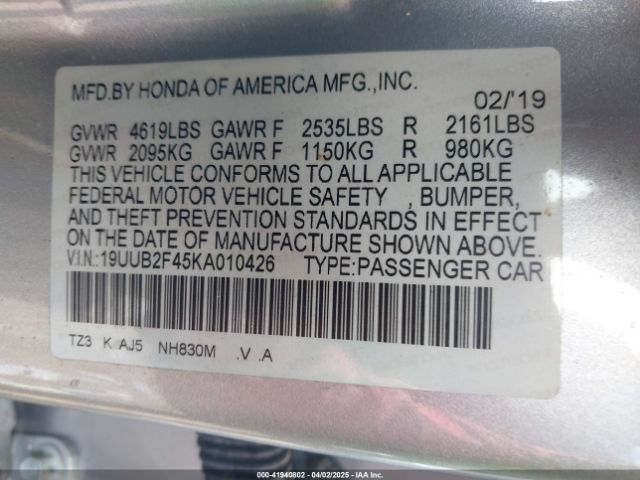 MFD.BY HONDA OF AMERICA MFG.,INC.
02/'19
GVWR 4619LBS GAWR F 2535LBS R 2161LBS
GVWR 2095KG GAWR F 1150KG R 980KG
THIS VEHICLE CONFORMS TO ALL APPLICABLE
FEDERAL MOTOR VEHICLE SAFETY , BUMPER,
AND THEFT PREVENTION STANDARDS IN EFFECT
ON THE DATE OF MANUFACTURE SHOWN ABOVE.
V.I.N.:19UUB2F45KA010426 TYPE:PASSENGER CAR
TZ3 K AJ5 NH830M .V .A
000-41940802 - 04/02/2025 - IAA Inc.